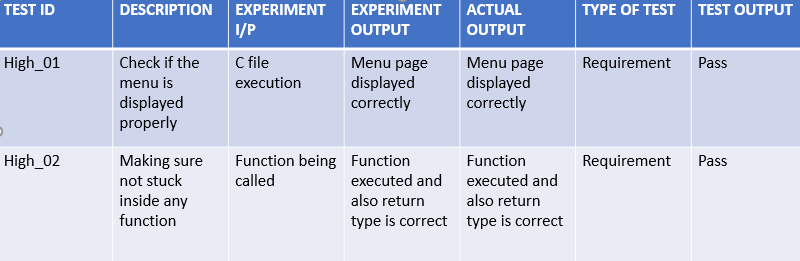 TEST ID
DESCRIPTION
EXPERIMENT
I/P
EXPERIMENT
OUTPUT
ACTUAL
OUTPUT
TYPE OF TEST
TEST OUTPUT
High_01
Check if the
menu is
displayed
properly
C file
execution
Menu page
displayed
correctly
Menu page
displayed
correctly
Requirement
Pass
High_02
Making sure
not stuck
inside any
function
Function being
called
Function
executed and
also return
type is correct
Function
executed and
also return
type is correct
Requirement
Pass